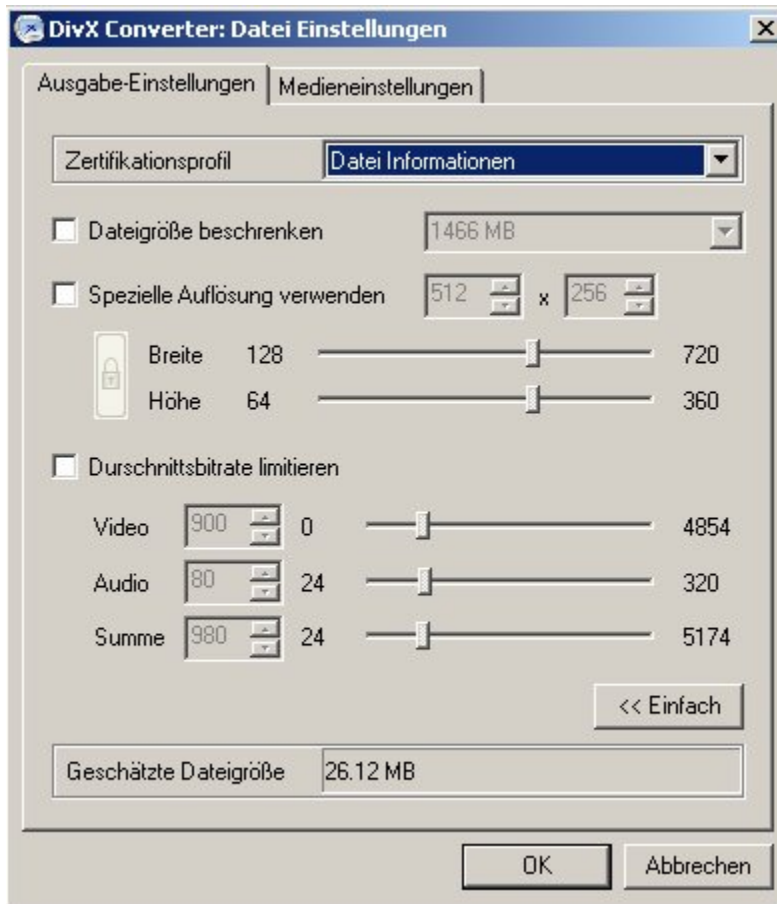 DivX Converter: Datei Einstellungen
Ausgabe-Einstellungen Medieneinstellungen
Zertifikationsprofil Datei Informationen
Dateigröße beschrenken 1466 MB
Spezielle Auflösung verwenden 512 x 256
Breite 128 720
Höhe 64 360
Durschnittsbitrate limitieren
Video 900 0 4854
Audio 80 24 320
Summe 980 24 5174
<< Einfach
Geschätzte Dateigröße 26.12 MB
OK Abbrechen